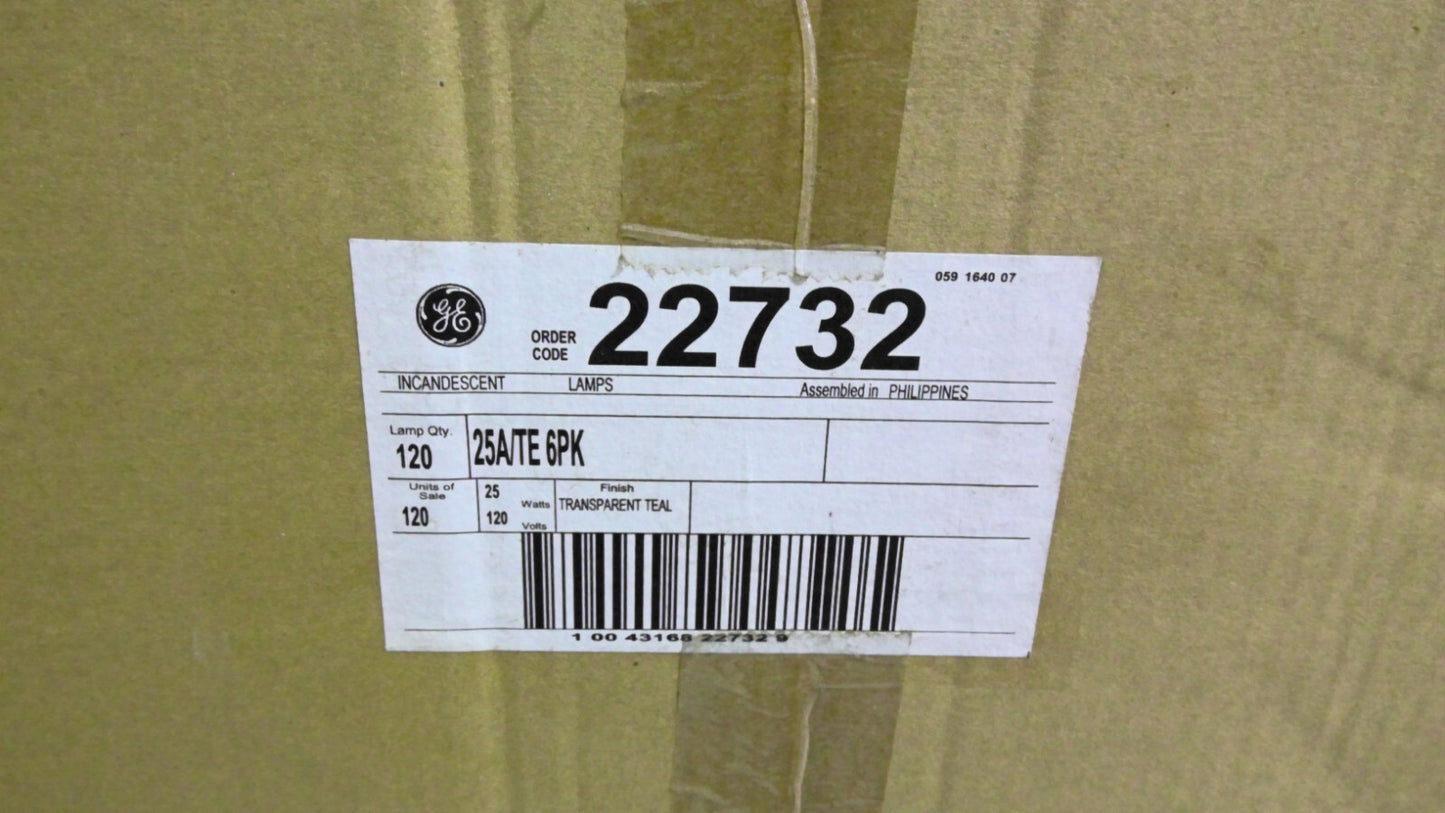 059 1640 07
GE
ORDER CODE 22732
INCANDESCENT LAMPS Assembled in PHILIPPINES
Lamp Qty.
120
25A/TE 6PK
Units of
Sale
120
25 Watts
120 Volts
Finish
TRANSPARENT TEAL
1 00 43168 22732 9